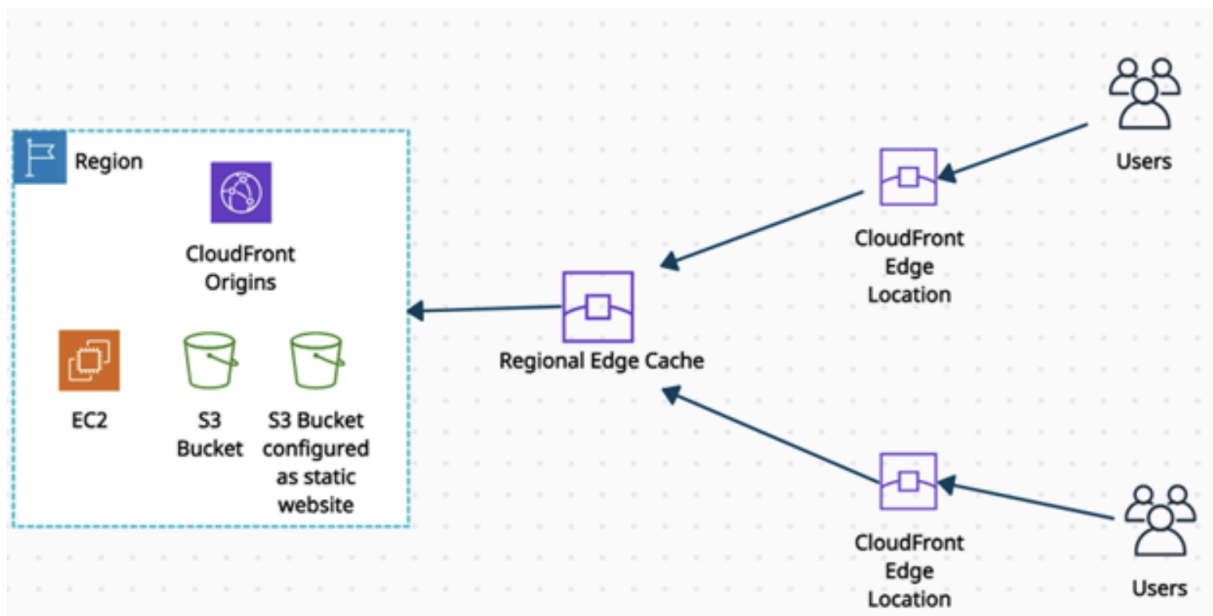 Region
CloudFront
Origins
EC2
S3
Bucket
S3 Bucket
configured
as static
website
Regional Edge Cache
CloudFront
Edge
Location
Users
CloudFront
Edge
Location
Users